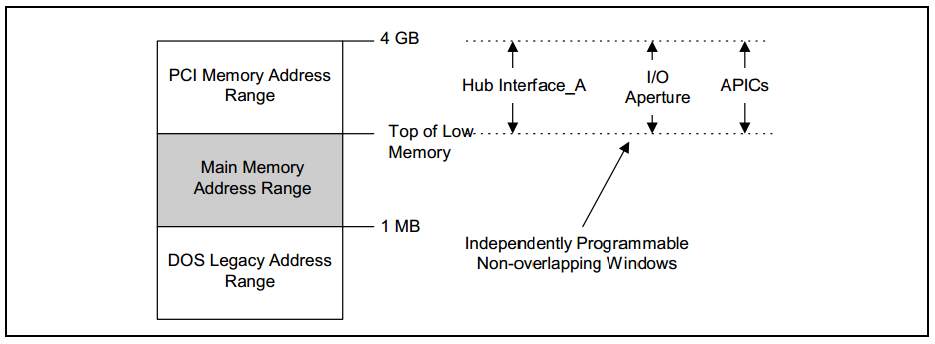 4 GB
PCI Memory Address
Range
Hub Interface_A
I/O
Aperture
APICs
Top of Low
Memory
Main Memory
Address Range
1 MB
DOS Legacy Address
Range
Independently Programmable
Non-overlapping Windows